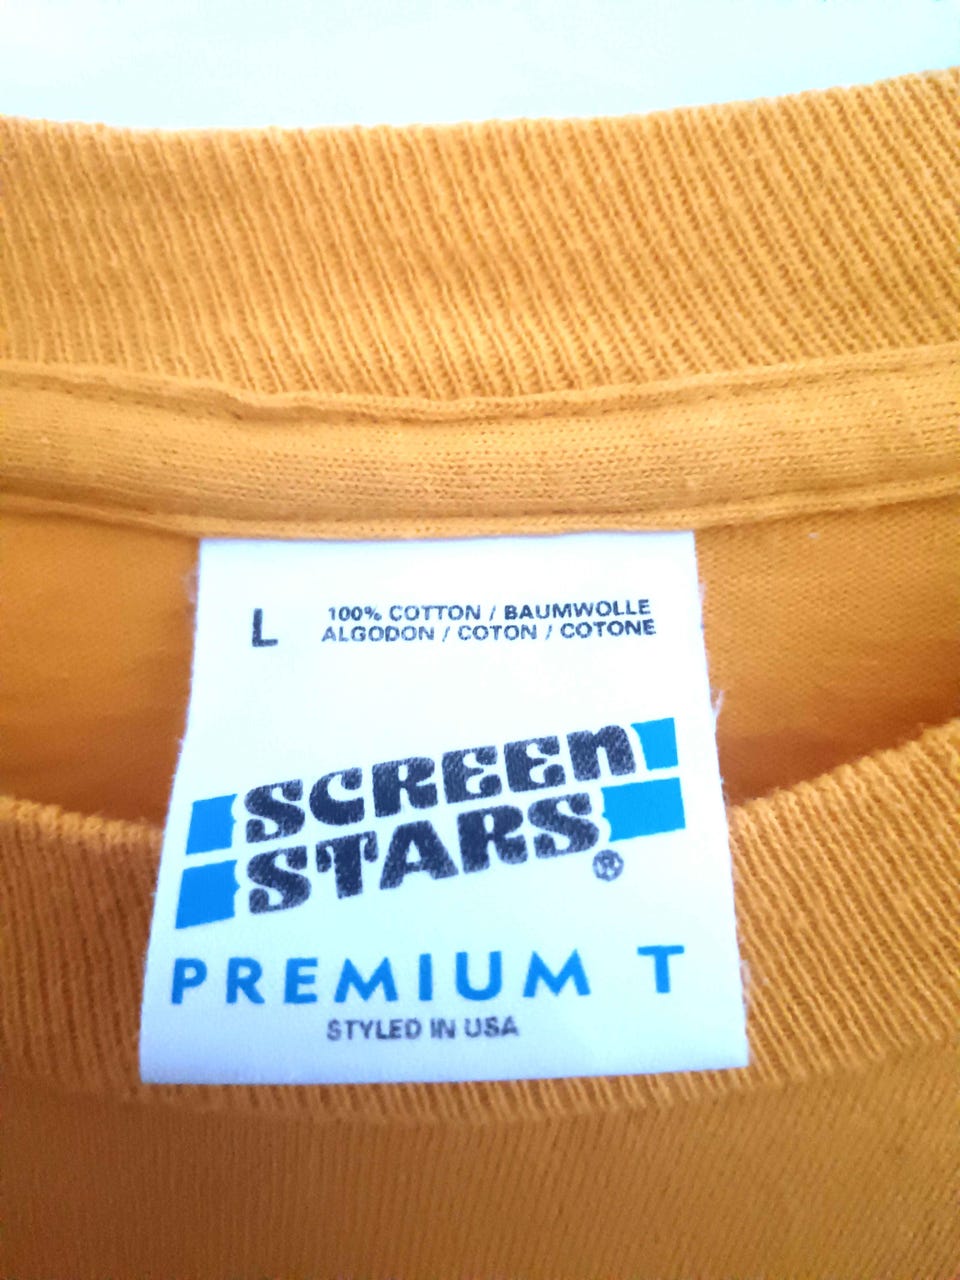 L
100% COTTON / BAUMWOLLE
ALGODON / COTON / COTONE
SCREEN
STARS®
PREMIUM T
STYLED IN USA